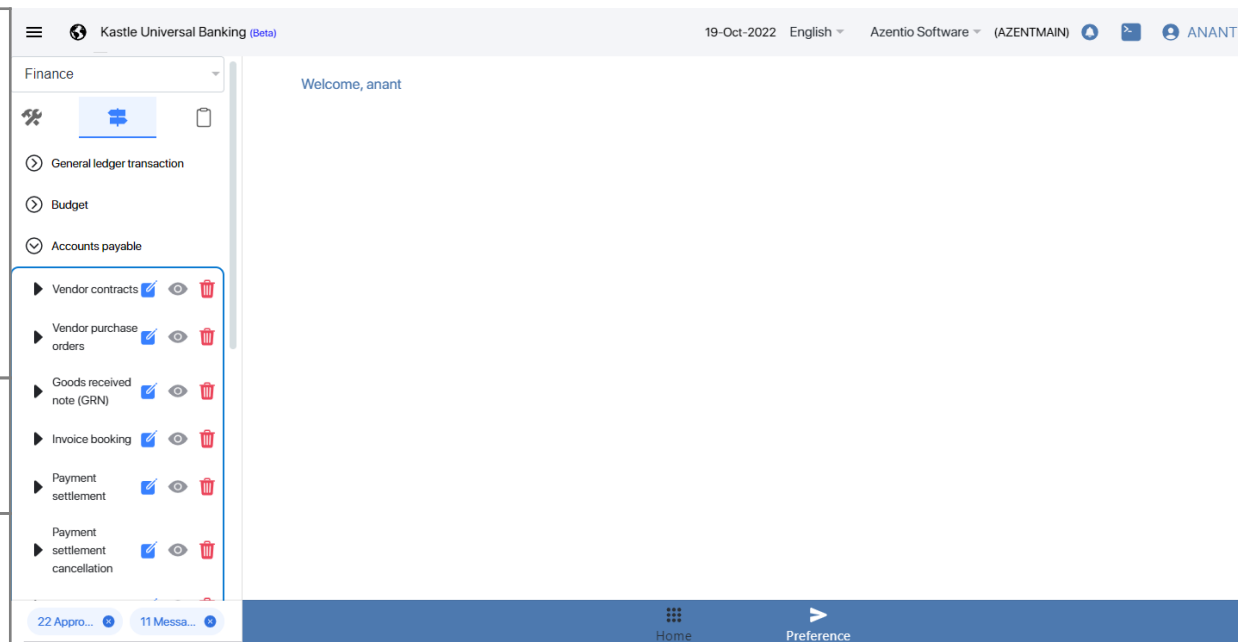 Kastle Universal Banking (Beta)
19-Oct-2022 English Azentio Software (AZENTMAIN) ANANT
Finance
Welcome, anant
General ledger transaction
Budget
Accounts payable
Vendor contracts
Vendor purchase
orders
Goods received
note (GRN)
Invoice booking
Payment
settlement
Payment
settlement
cancellation
22 Appro...
11 Messa...
Home
Preference